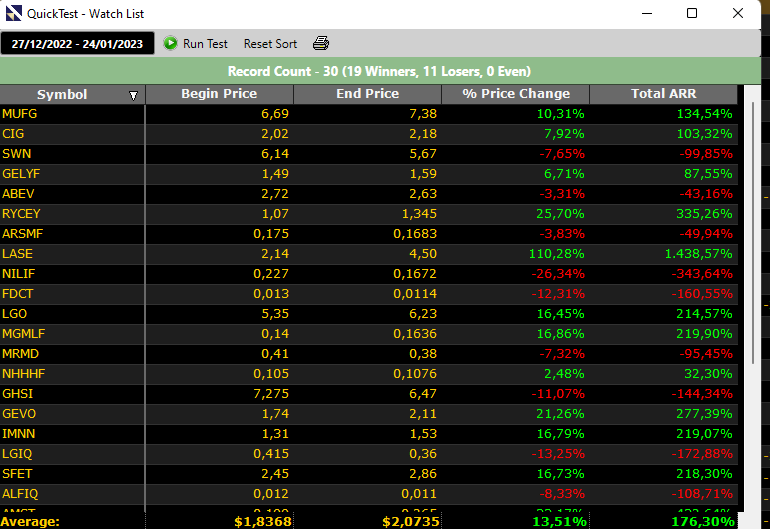 QuickTest - Watch List
27/12/2022 - 24/01/2023 Run Test Reset Sort
Record Count - 30 (19 Winners, 11 Losers, 0 Even)
Symbol Begin Price End Price % Price Change Total ARR
MUFG 6,69 7,38 10,31% 134,54%
CIG 2,02 2,18 7,92% 103,32%
SWN 6,14 5,67 -7,65% -99,85%
GELYF 1,49 1,59 6,71% 87,55%
ABEV 2,72 2,63 -3,31% -43,16%
RYCEY 1,07 1,345 25,70% 335,26%
ARSMF 0,175 0,1683 -3,83% -49,94%
LASE 2,14 4,50 110,28% 1.438,57%
NILIF 0,227 0,1672 -26,34% -343,64%
FDCT 0,013 0,0114 -12,31% -160,55%
LGO 5,35 6,23 16,45% 214,57%
MGMLF 0,14 0,1636 16,86% 219,90%
MRMD 0,41 0,38 -7,32% -95,45%
NHHHF 0,105 0,1076 2,48% 32,30%
GHSI 7,275 6,47 -11,07% -144,34%
GEVO 1,74 2,11 21,26% 277,39%
IMNN 1,31 1,53 16,79% 219,07%
LGIQ 0,415 0,36 -13,25% -172,88%
SFET 2,45 2,86 16,73% 218,30%
ALFIQ 0,012 0,011 -8,33% -108,71%
Average: $1,8368 $2,0735 13,51% 176,30%